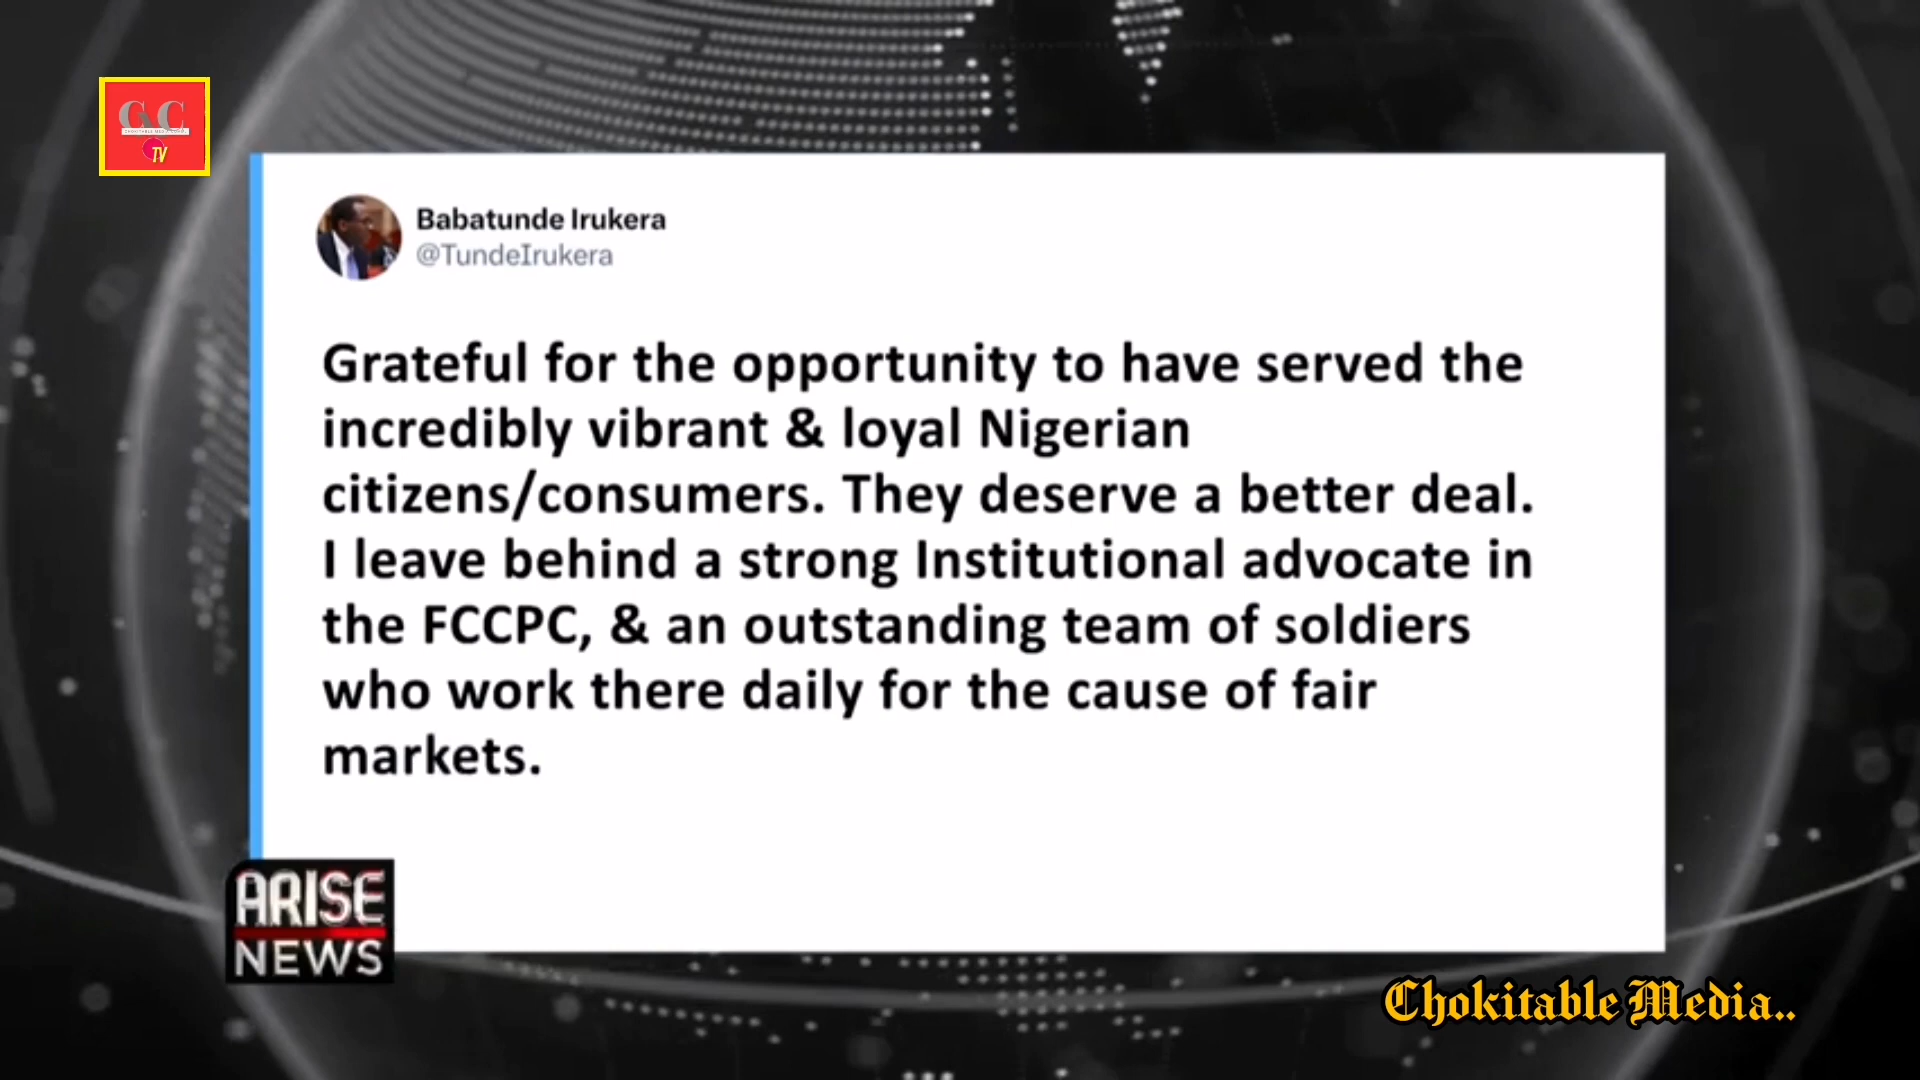 GC
TV
Babatunde Irukera
@TundeIrukera
Grateful for the opportunity to have served the
incredibly vibrant & loyal Nigerian
citizens/consumers. They deserve a better deal.
I leave behind a strong Institutional advocate in
the FCCPC, & an outstanding team of soldiers
who work there daily for the cause of fair
markets.
ARISE
NEWS
Chokitable Media..